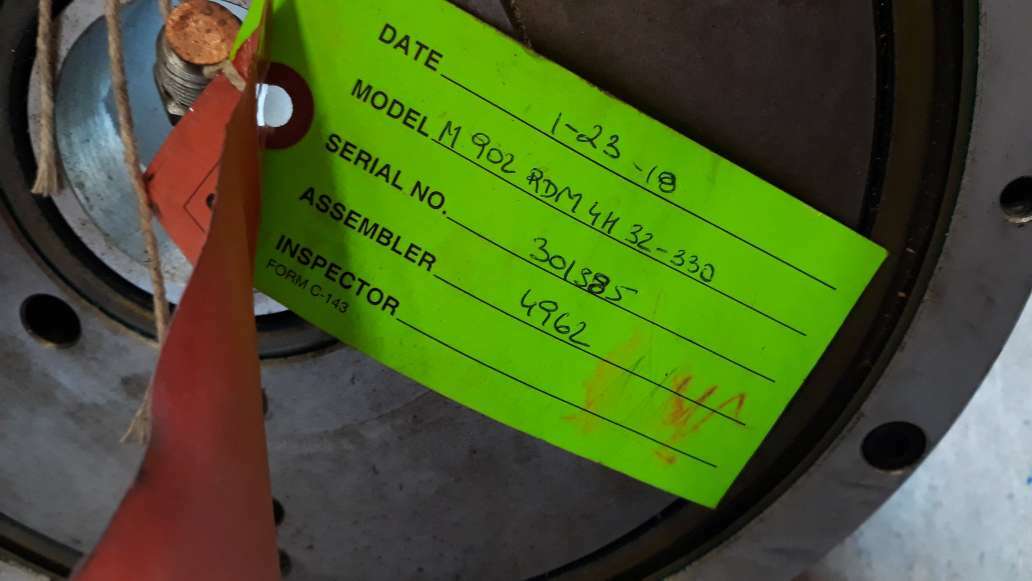 DATE 1-23-18
MODEL M 902 RDM 4H 32-330
SERIAL NO. 301385
ASSEMBLER 4962
INSPECTOR
FORM C-143